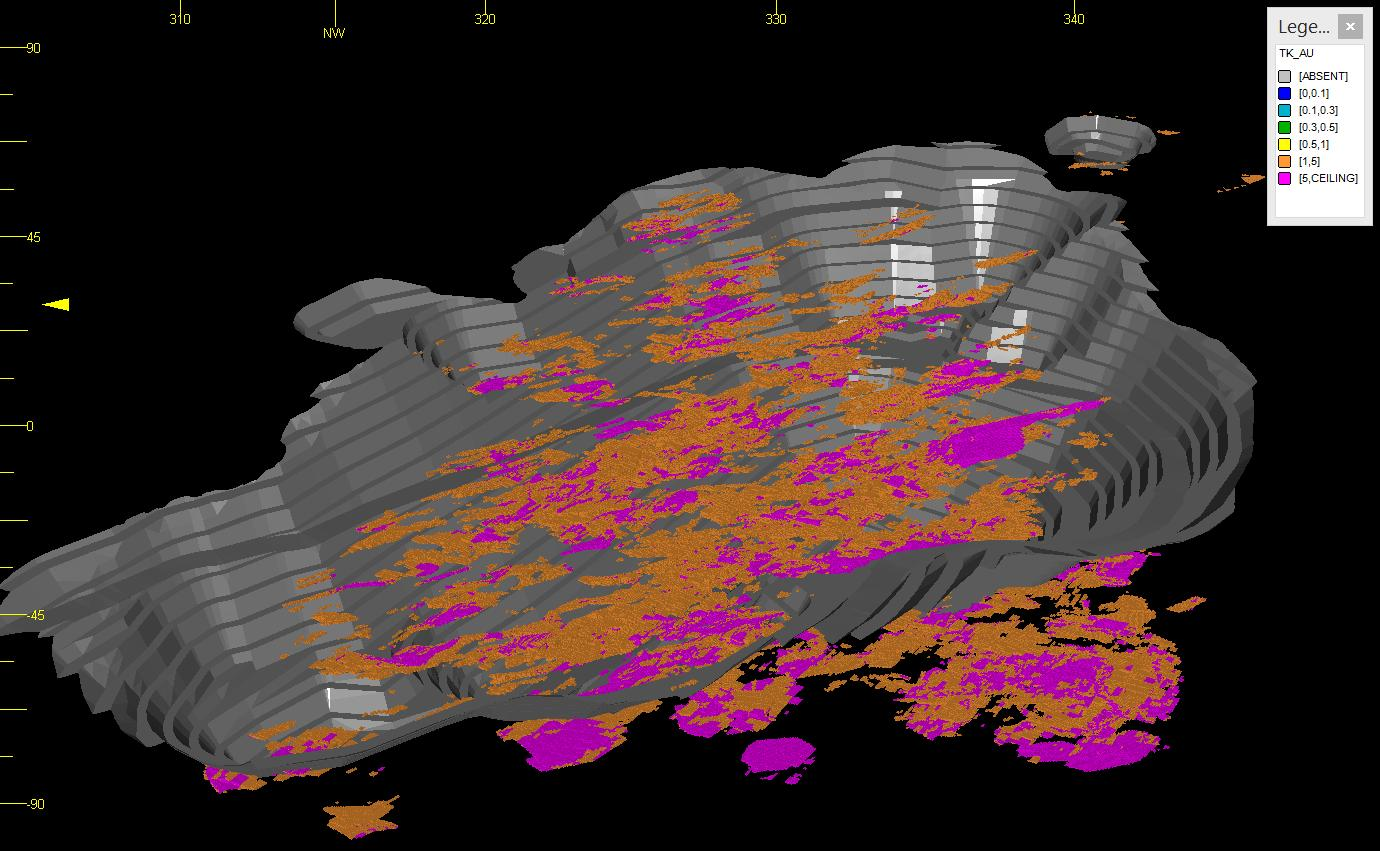 310 320 330 340
NW
90
45
0
-45
-90
Lege...
TK_AU
[ABSENT]
[0,0.1]
[0.1,0.3]
[0.3,0.5]
[0.5,1]
[1,5]
[5,CEILING]